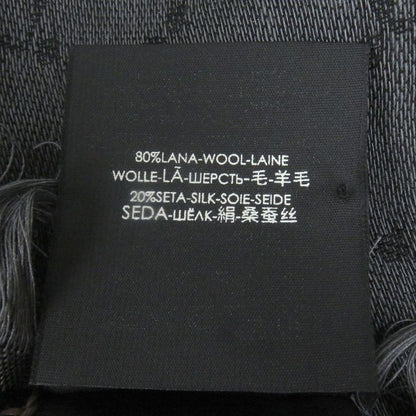 80%LANA-WOOL-LAINE
WOLLE-LÃ-ШЕРСТЬ-毛-羊毛
20%SETA-SILK-SOIE-SEIDE
SEDA-ШЁЛК-絹-桑蚕丝